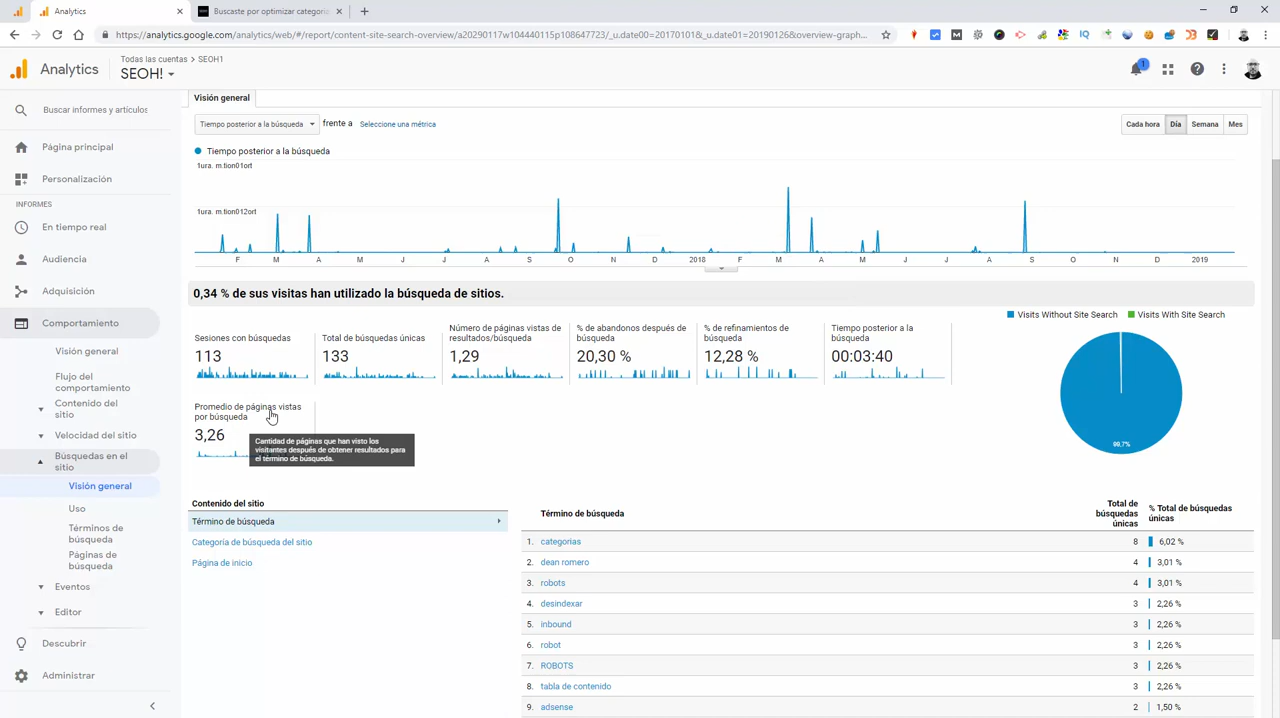 Analytics
Buscaste por optimizar categoria
https://analytics.google.com/analytics/web/#/report/content-site-search-overview/a20290117w104440115p108647723/_u.date00=20170101&_u.date01=20190126&overview-graph...
Analytics
Todas las cuentas > SEOH1
SEOH!
1
Buscar informes y artículos
Página principal
Personalización
INFORMES
En tiempo real
Audiencia
Adquisición
Comportamiento
Visión general
Flujo del
comportamiento
Contenido del
sitio
Velocidad del sitio
Búsquedas en el
sitio
Visión general
Uso
Términos de
búsqueda
Páginas de
búsqueda
Eventos
Editor
Descubrir
Administrar
Visión general
Tiempo posterior a la búsqueda
frente a
Seleccione una métrica
Cada hora
Día
Semana
Mes
Tiempo posterior a la búsqueda
1ura. m.tion01ort
1ura. m.tion012ort
F M A M J J A S O N D 2018 F M A M J J A S O N D 2019
0,34 % de sus visitas han utilizado la búsqueda de sitios.
Sesiones con búsquedas
113
Total de búsquedas únicas
133
Número de páginas vistas de
resultados/búsqueda
1,29
% de abandonos después de
búsqueda
20,30 %
% de refinamientos de
búsqueda
12,28 %
Tiempo posterior a la
búsqueda
00:03:40
Promedio de páginas vistas
por búsqueda
3,26
Cantidad de páginas que han visto los
visitantes después de obtener resultados para
el término de búsqueda.
Visits Without Site Search
Visits With Site Search
99,7%
Contenido del sitio
Término de búsqueda
Categoría de búsqueda del sitio
Página de inicio
Término de búsqueda
Total de
búsquedas
únicas
% Total de búsquedas
únicas
1. categorias 8 6,02 %
2. dean romero 4 3,01 %
3. robots 4 3,01 %
4. desindexar 3 2,26 %
5. inbound 3 2,26 %
6. robot 3 2,26 %
7. ROBOTS 3 2,26 %
8. tabla de contenido 3 2,26 %
9. adsense 2 1,50 %